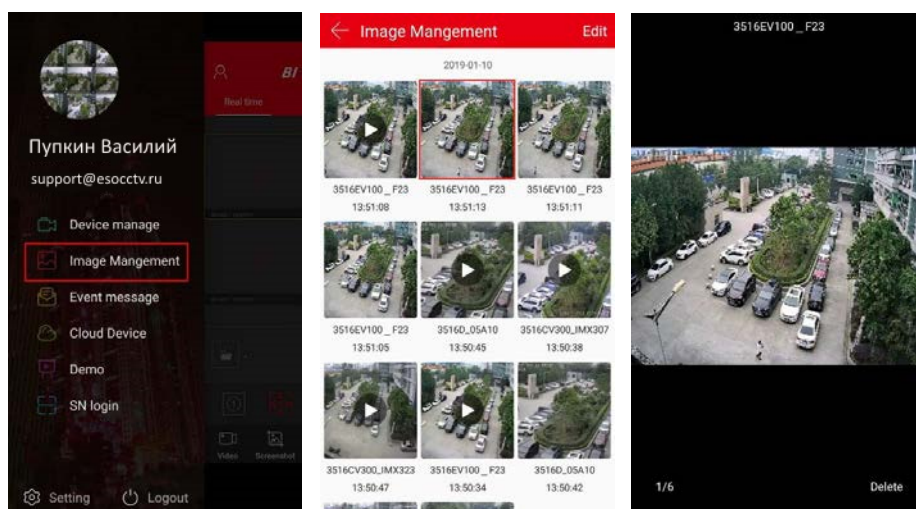 Пупкин Василий
support@esocctv.ru
Device manage
Image Mangement
Event message
Cloud Device
Demo
SN login
Setting
Logout
BI
Real time
Video
Screenshot
Image Mangement
Edit
2019-01-10
3516EV100 _ F23
3516EV100 _ F23
3516EV100 _ F23
13:51:08
13:51:13
13:51:11
3516EV100 _ F23
3516D_05A10
3516CV300_IMX307
13:51:05
13:50:45
13:50:38
3516CV300_IMX323
3516EV100 _ F23
3516D_05A10
13:50:47
13:50:34
13:50:42
3516EV100 _ F23
1/6
Delete